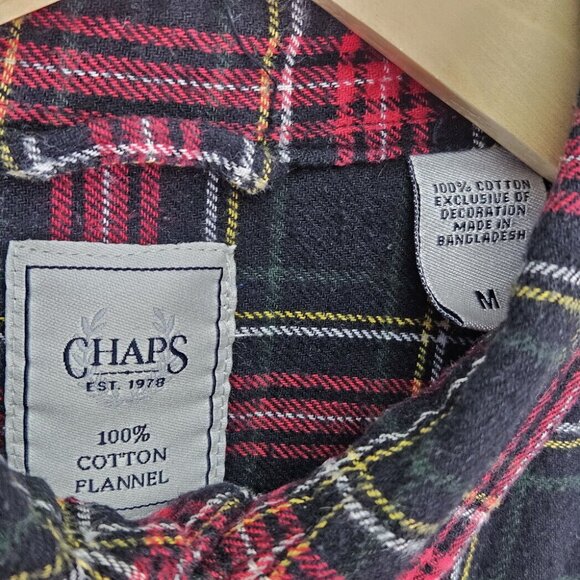 CHAPS
EST. 1978
100%
COTTON
FLANNEL
100% COTTON
EXCLUSIVE OF
DECORATION
MADE IN
BANGLADESH
M